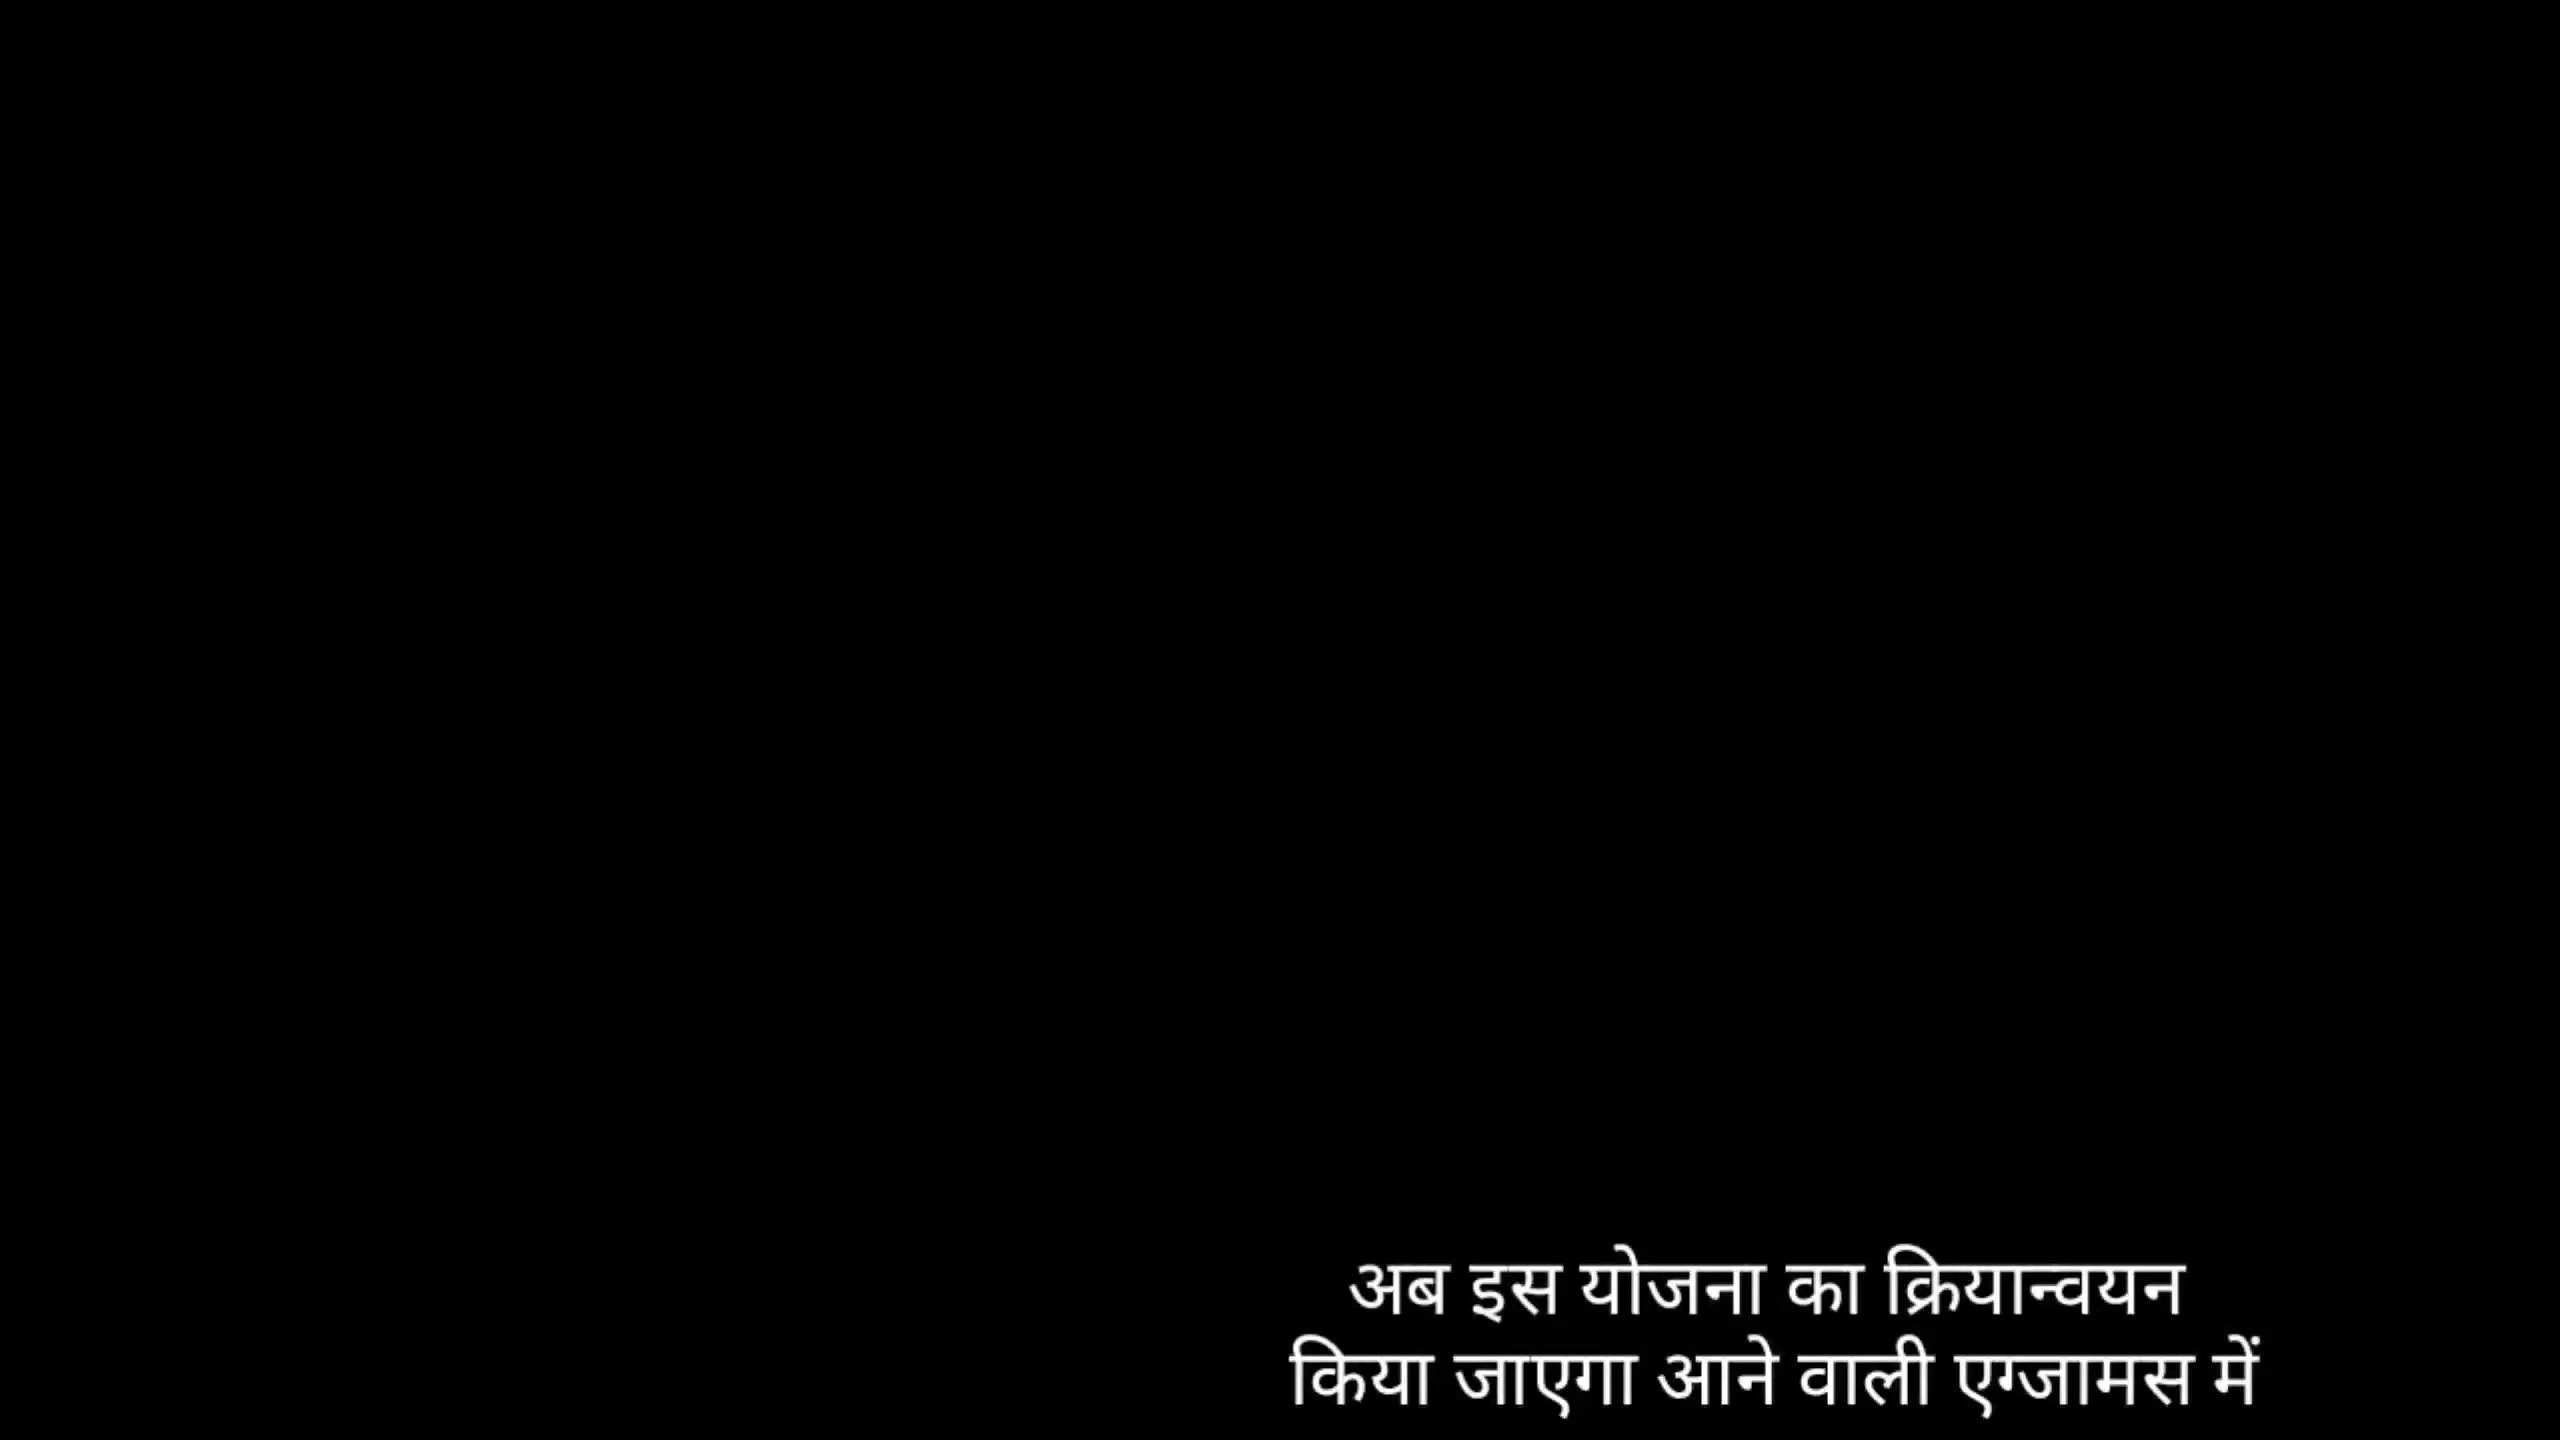 अब इस योजना का क्रियान्वयन
किया जाएगा आने वाली एग्जामस में